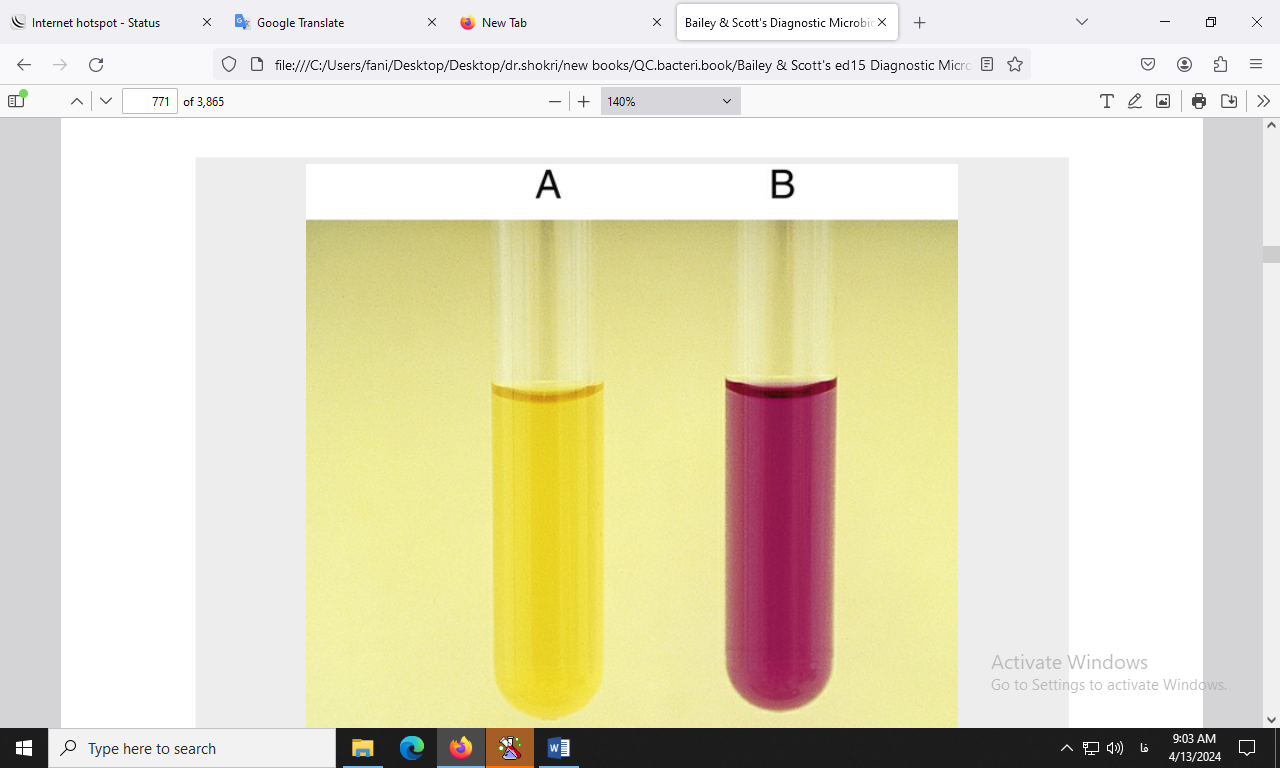 Internet hotspot - Status
Google Translate
New Tab
Bailey & Scott's Diagnostic Microbio
file:///C:/Users/fani/Desktop/Desktop/dr.shokri/new books/QC.bacteri.book/Bailey & Scott's ed15 Diagnostic Micro
771 of 3,865
140%
A B
Activate Windows
Go to Settings to activate Windows.
Type here to search
فا
9:03 AM
4/13/2024